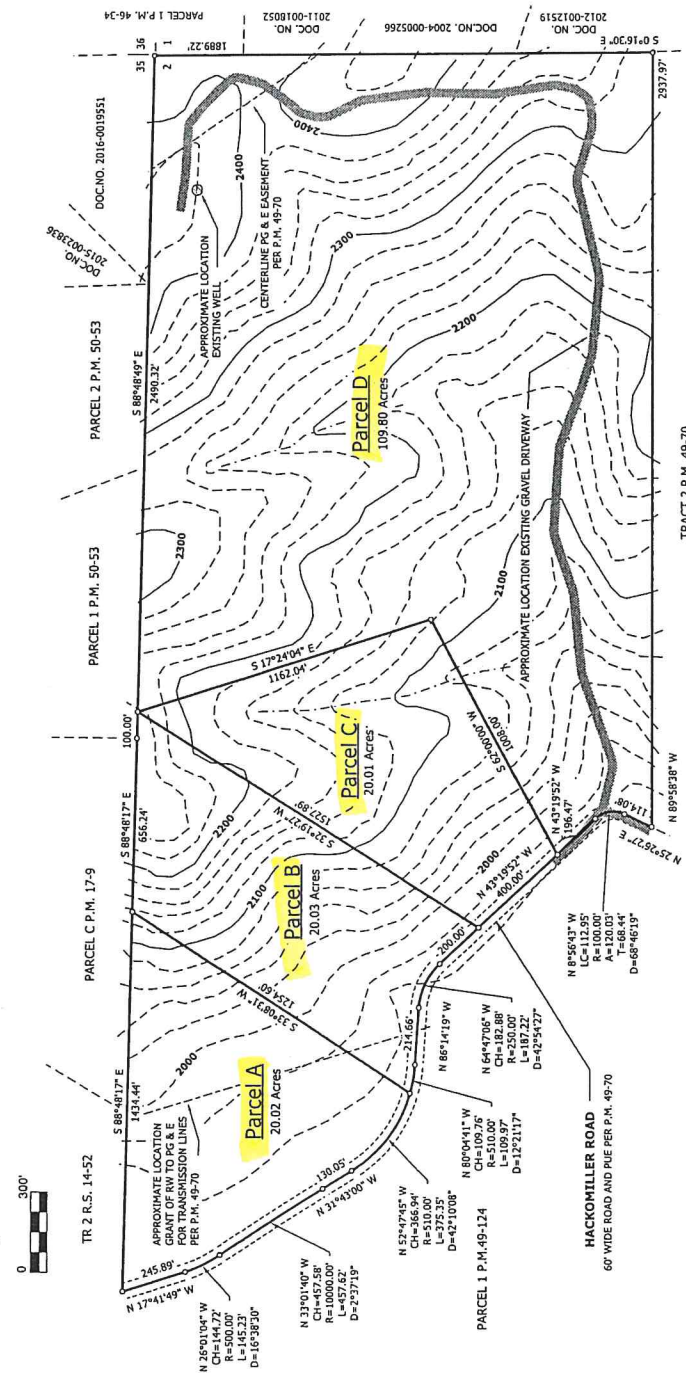 0 300'
TR 2 R.S. 14-52
PARCEL C P.M. 17-9
PARCEL 1 P.M. 50-53
PARCEL 2 P.M. 50-53
DOC.NO.
2015-0023836
DOC.NO. 2016-0019551
35 36
2 1
PARCEL 1 P.M. 46-34
1889.22'
DOC. NO.
2011-0018052
DOC.NO. 2004-0005266
DOC. NO.
2012-0012519
S 0°16'30" E
2937.97'
TRACT 2 P.M. 49-70
S 88°48'17" E
1434.44'
S 88°48'17" E
656.24'
100.00'
S 88°48'49" E
2490.32'
APPROXIMATE LOCATION
GRANT OF RW TO PG & E
FOR TRANSMISSION LINES
PER P.M. 49-70
APPROXIMATE LOCATION
EXISTING WELL
CENTERLINE PG & E EASEMENT
PER P.M. 49-70
Parcel A
20.02 Acres
Parcel B
20.03 Acres
Parcel C
20.01 Acres
Parcel D
109.80 Acres
S 33°08'31" W
1254.60'
S 32°19'27" W
1527.89'
S 17°24'04" E
1162.04'
S 62°00'00" W
1008.00'
2000
2100
2200
2300
2400
2400
2300
2200
2100
2000
APPROXIMATE LOCATION EXISTING GRAVEL DRIVEWAY
245.89'
N 17°41'49" W
N 26°01'04" W
CH=144.72'
R=500.00'
L=145.23'
D=16°38'30"
N 33°01'40" W
CH=457.58'
R=10000.00'
L=457.62'
D=2°37'19"
130.05'
N 31°43'00" W
N 52°47'45" W
CH=366.94'
R=510.00'
L=375.35'
D=42°10'08"
PARCEL 1 P.M.49-124
N 80°04'41" W
CH=109.76'
R=510.00'
L=109.97'
D=12°21'17"
214.66'
N 86°14'19" W
N 64°47'06" W
CH=182.88'
R=250.00'
L=187.22'
D=42°54'27"
200.00'
N 43°19'52" W
400.00'
N 43°19'52" W
196.47'
N 8°56'43" W
LC=112.95'
R=100.00'
A=120.03'
T=68.44'
D=68°46'19"
114.08'
N 25°26'27" E
N 89°58'38" W
HACKOMILLER ROAD
60' WIDE ROAD AND PUE PER P.M. 49-70